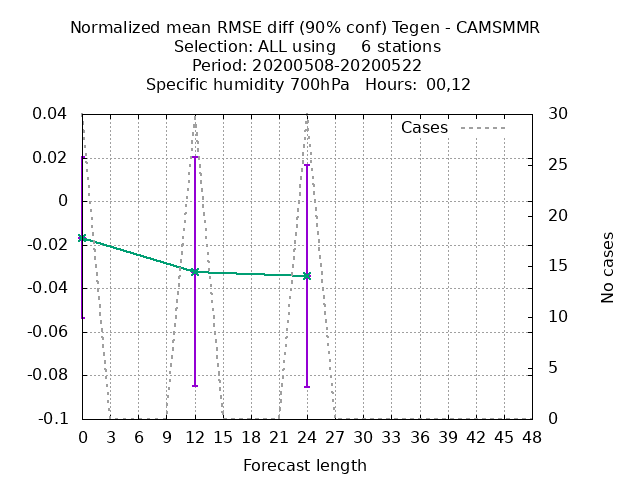 Normalized mean RMSE diff (90% conf) Tegen - CAMSMMR
Selection: ALL using     6 stations
Period: 20200508-20200522
Specific humidity 700hPa   Hours:  00,12
Cases
0.04
0.02
0
-0.02
-0.04
-0.06
-0.08
-0.1
30
25
20
15
10
5
0
No cases
0 3 6 9 12 15 18 21 24 27 30 33 36 39 42 45 48
Forecast length